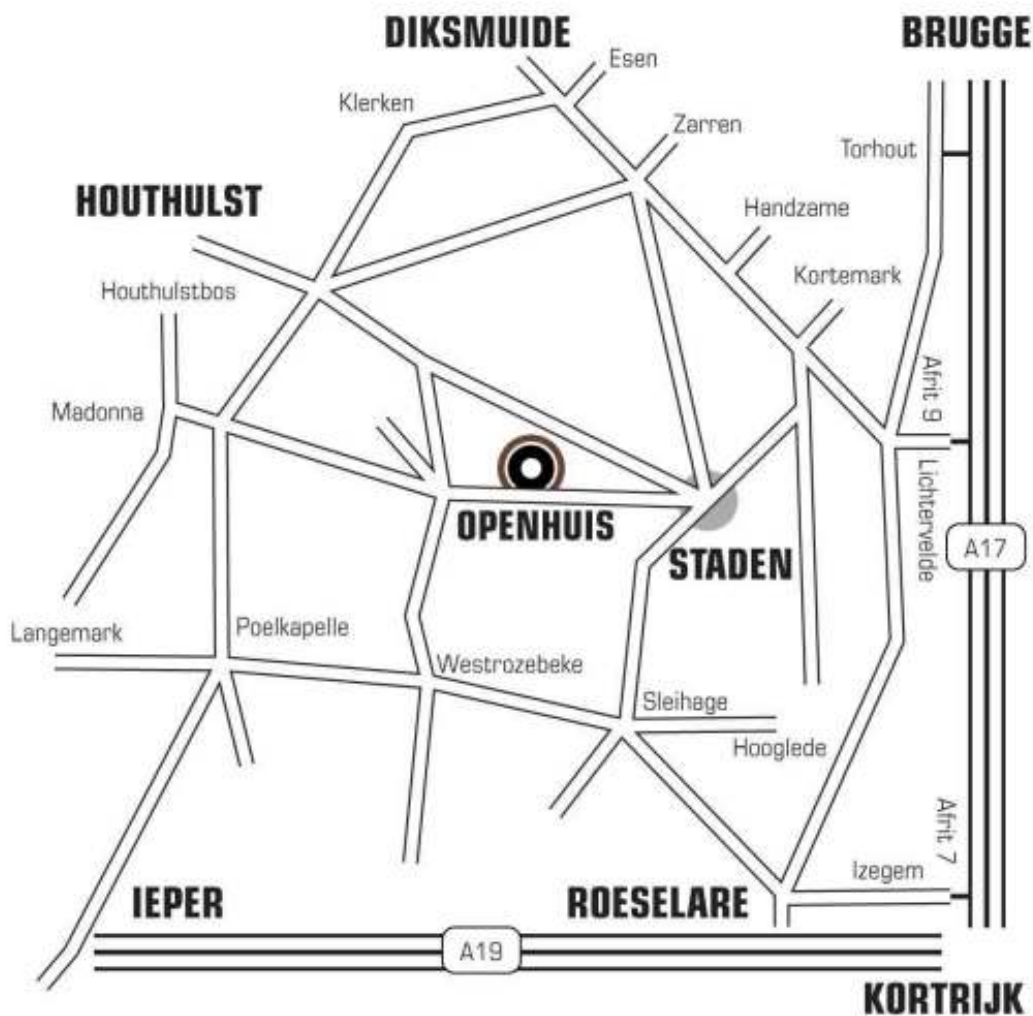 DIKSMUIDE
BRUGGE
Esen
Klerken
Zarren
Torhout
HOUTHULST
Handzame
Kortemark
Houthulstbos
Afrit 9
Madonna
Lichtervelde
OPENHUIS
STADEN
A17
Langemark
Poelkapelle
Westrozebeke
Sleihage
Hooglede
Afrit 7
Izegem
IEPER
ROESELARE
A19
KORTRIJK